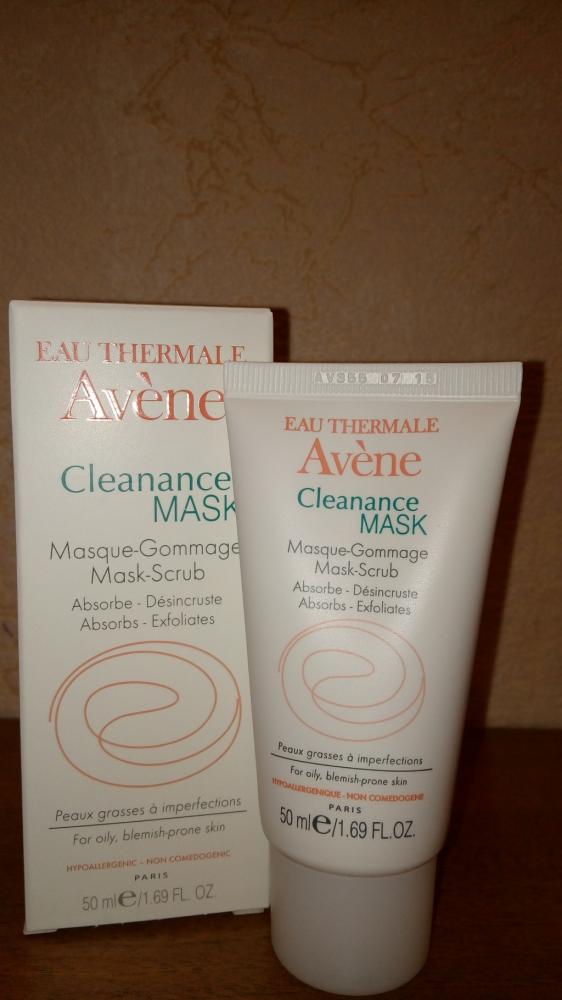 EAU THERMALE
Avène
Cleanance
MASK
Masque-Gommage
Mask-Scrub
Absorbe - Désincruste
Absorbs - Exfoliates
Peaux grasses à imperfections
For oily, blemish-prone skin
HYPOALLERGENIC - NON COMEDOGENIC
PARIS
50 ml e/1.69 FL. OZ.
AV355 07 15
EAU THERMALE
Avène
Cleanance
MASK
Masque-Gommage
Mask-Scrub
Absorbe - Désincruste
Absorbs - Exfoliates
Peaux grasses à imperfections
For oily, blemish-prone skin
HYPOALLERGENIQUE - NON COMEDOGENE
PARIS
50 ml e/1.69 FL.OZ.